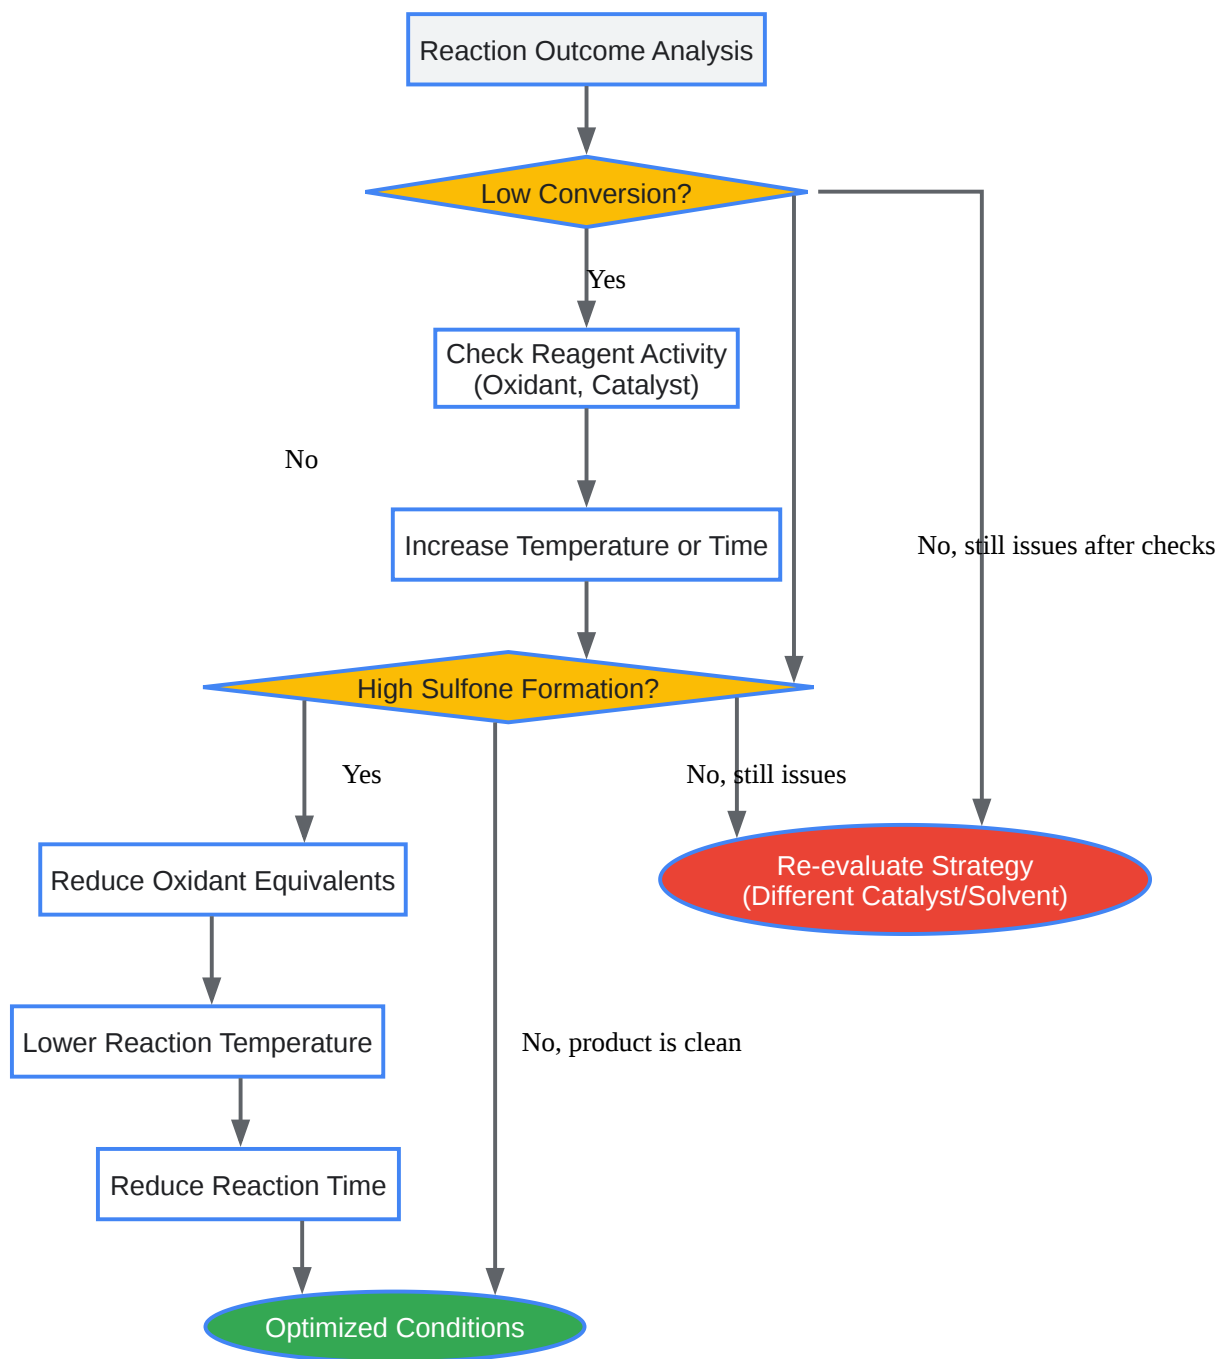 Reaction Outcome Analysis
Low Conversion?
Yes
Check Reagent Activity
(Oxidant, Catalyst)
No
Increase Temperature or Time
No, still issues after checks
High Sulfone Formation?
Yes
No, still issues
Re-evaluate Strategy
(Different Catalyst/Solvent)
Reduce Oxidant Equivalents
Lower Reaction Temperature
No, product is clean
Reduce Reaction Time
Optimized Conditions